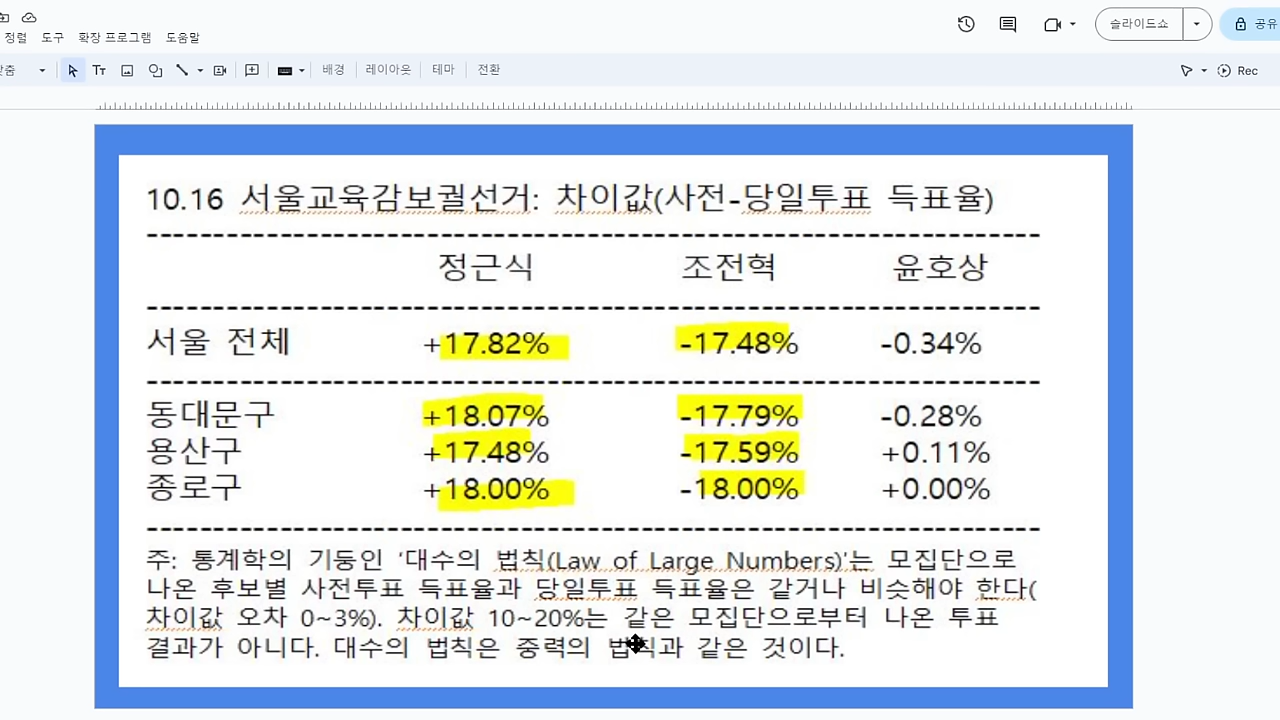 정렬 도구 확장 프로그램 도움말
슬라이드쇼
공유
배경 레이아웃 테마 전환
Rec
10.16 서울교육감보궐선거: 차이값(사전-당일투표 득표율)
정근식 조전혁 윤호상
서울 전체 +17.82% -17.48% -0.34%
동대문구 +18.07% -17.79% -0.28%
용산구 +17.48% -17.59% +0.11%
종로구 +18.00% -18.00% +0.00%
주: 통계학의 기둥인 ‘대수의 법칙(Law of Large Numbers)’는 모집단으로
나온 후보별 사전투표 득표율과 당일투표 득표율은 같거나 비슷해야 한다(
차이값 오차 0~3%). 차이값 10~20%는 같은 모집단으로부터 나온 투표
결과가 아니다. 대수의 법칙은 중력의 법칙과 같은 것이다.